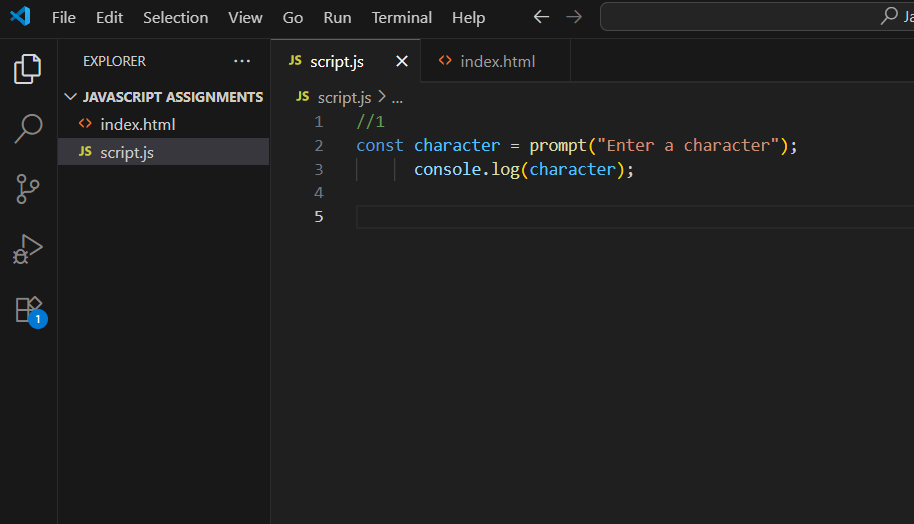 File Edit Selection View Go Run Terminal Help Ja
EXPLORER ...
JAVASCRIPT ASSIGNMENTS
index.html
JS script.js
1
JS script.js index.html
JS script.js > ...
1 //1
2 const character = prompt("Enter a character");
3 console.log(character);
4
5